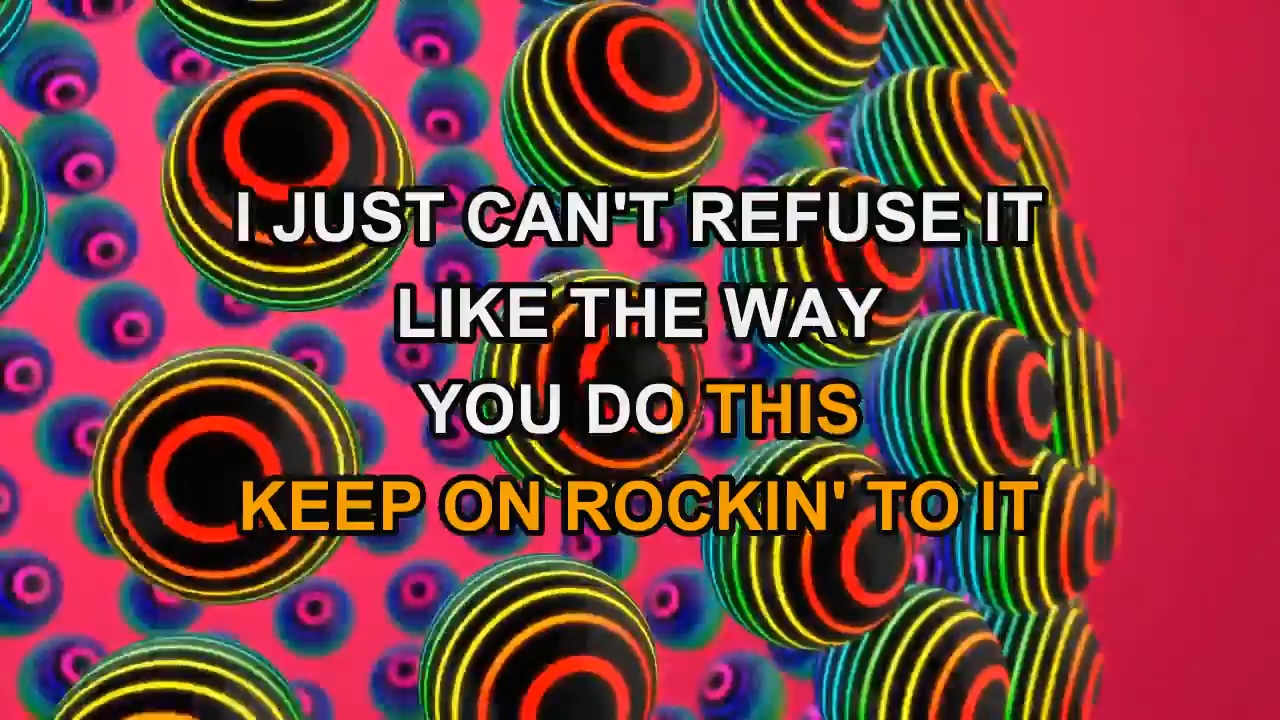 I JUST CAN'T REFUSE IT
LIKE THE WAY
YOU DO THIS
KEEP ON ROCKIN' TO IT